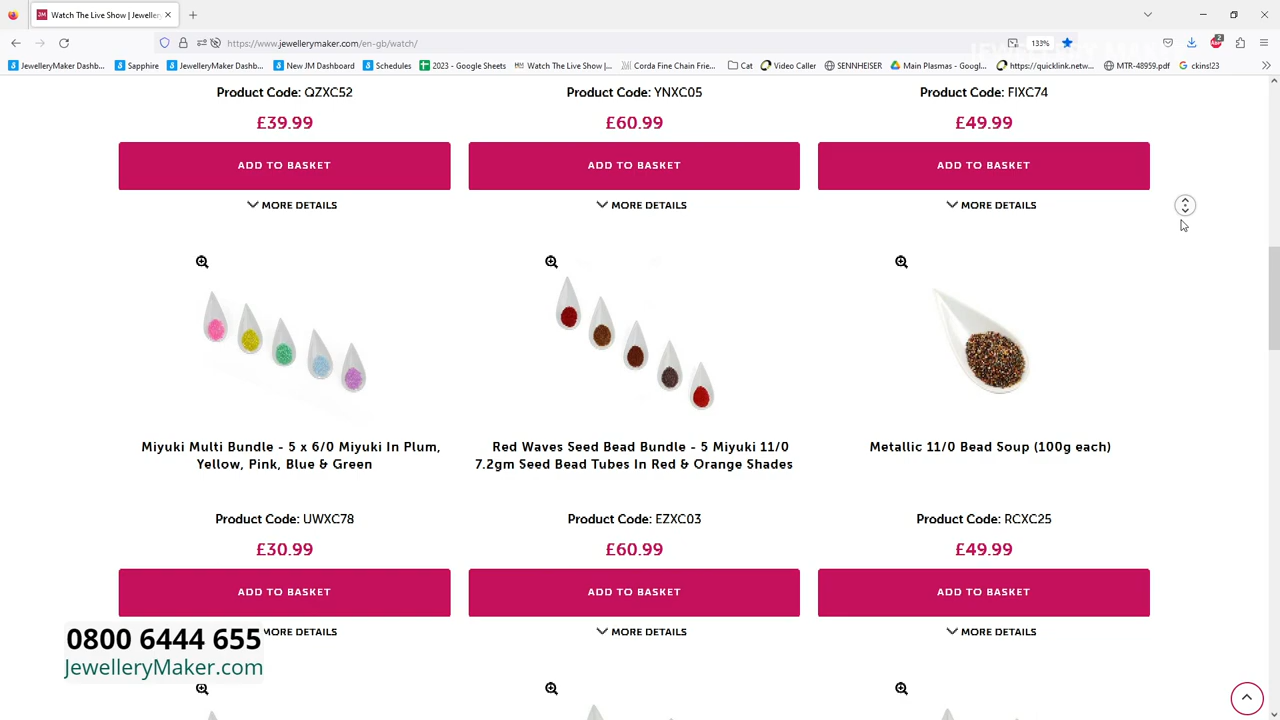 Watch The Live Show | Jeweller
https://www.jewellerymaker.com/en-gb/watch/
133%
JewelleryMaker Dashb...
Sapphire
JewelleryMaker Dashb...
New JM Dashboard
Schedules
2023 - Google Sheets
Watch The Live Show |...
Corda Fine Chain Frie...
Cat
Video Caller
SENNHEISER
Main Plasmas - Googl...
https://quicklink.netw...
MTR-48959.pdf
ckins!23
Product Code: QZXC52
£39.99
ADD TO BASKET
MORE DETAILS
Product Code: YNXC05
£60.99
ADD TO BASKET
MORE DETAILS
Product Code: FIXC74
£49.99
ADD TO BASKET
MORE DETAILS
Miyuki Multi Bundle - 5 x 6/0 Miyuki In Plum,
Yellow, Pink, Blue & Green
Product Code: UWXC78
£30.99
ADD TO BASKET
MORE DETAILS
Red Waves Seed Bead Bundle - 5 Miyuki 11/0
7.2gm Seed Bead Tubes In Red & Orange Shades
Product Code: EZXC03
£60.99
ADD TO BASKET
MORE DETAILS
Metallic 11/0 Bead Soup (100g each)
Product Code: RCXC25
£49.99
ADD TO BASKET
MORE DETAILS
0800 6444 655
JewelleryMaker.com